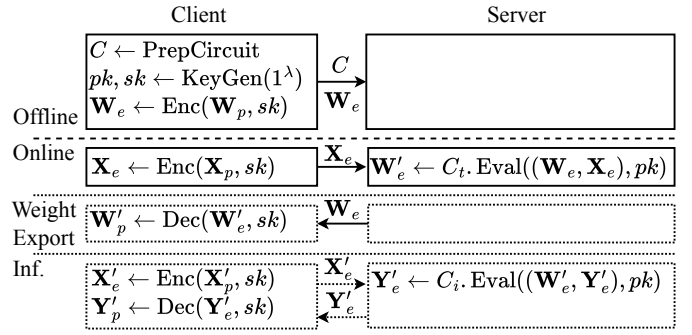 Client Server
C ← PrepCircuit
pk, sk ← KeyGen(1^λ)
W_e ← Enc(W_p, sk)
C
W_e
Offline
Online
X_e ← Enc(X_p, sk)
X_e
W'_e ← C_t.Eval((W_e, X_e), pk)
Weight
Export
W'_p ← Dec(W'_e, sk)
W_e
Inf.
X'_e ← Enc(X'_p, sk)
Y'_p ← Dec(Y'_e, sk)
X'_e
Y'_e
Y'_e ← C_i.Eval((W'_e, Y'_e), pk)